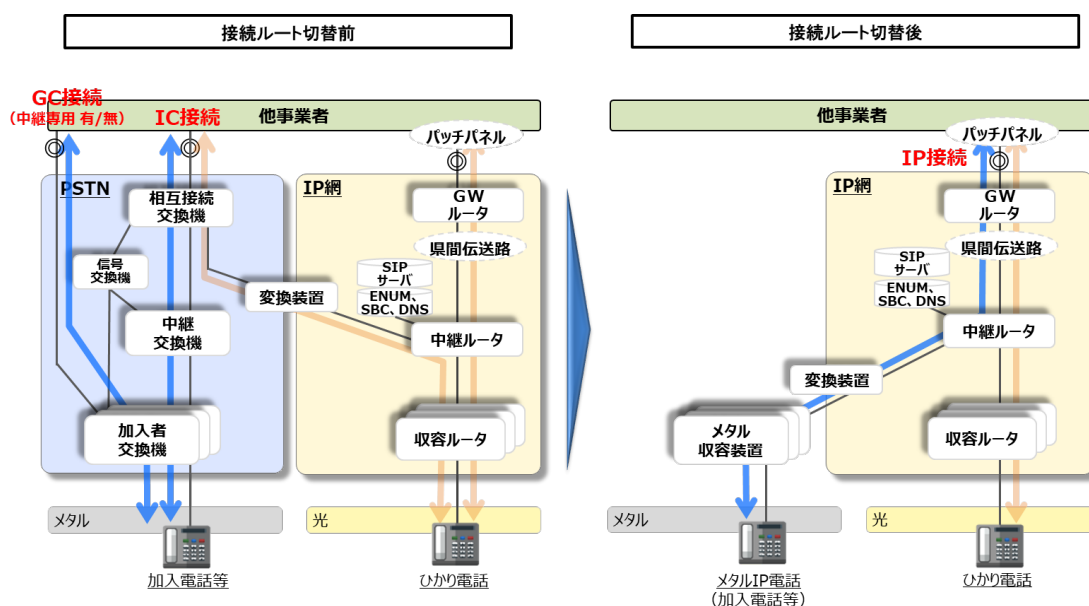 接続ルート切替前
GC接続
(中継専用 有/無)
IC接続
他事業者
パッチパネル
PSTN
IP網
相互接続
交換機
GW
ルータ
県間伝送路
信号
交換機
SIP
サーバ
ENUM、
SBC、DNS
変換装置
中継
交換機
中継ルータ
加入者
交換機
収容ルータ
メタル
光
加入電話等
ひかり電話
接続ルート切替後
他事業者
パッチパネル
IP接続
IP網
GW
ルータ
県間伝送路
SIP
サーバ
ENUM、
SBC、DNS
中継ルータ
変換装置
メタル
収容装置
収容ルータ
メタル
光
メタルIP電話
(加入電話等)
ひかり電話